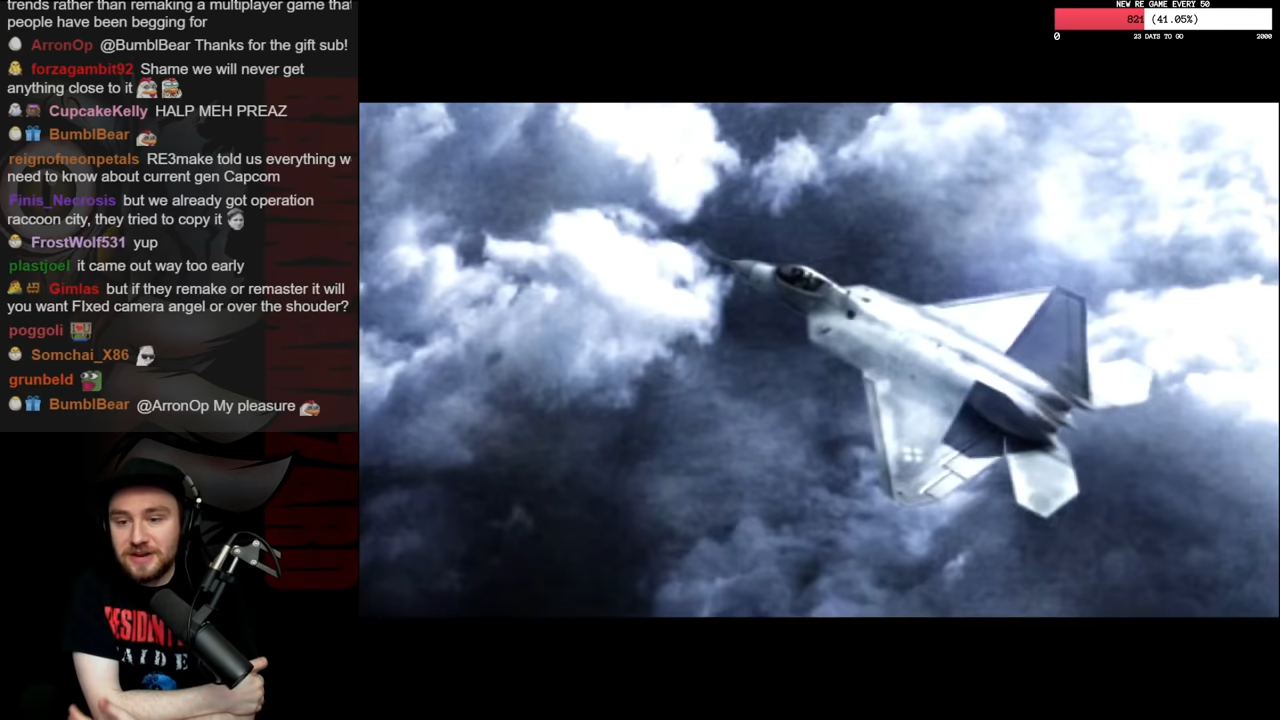 trends rather than remaking a multiplayer game that
people have been begging for
ArronOp @BumblBear Thanks for the gift sub!
forzagambit92 Shame we will never get
anything close to it
CupcakeKelly HALP MEH PREAZ
BumblBear
reignofneonpetals RE3make told us everything w
need to know about current gen Capcom
Finis_Necrosis but we already got operation
raccoon city, they tried to copy it
FrostWolf531 yup
plastjoel it came out way too early
Gimlas but if they remake or remaster it will
you want FIxed camera angel or over the shouder?
poggoli
Somchai_X86
grunbeld
BumblBear @ArronOp My pleasure
NEW RE GAME EVERY 50
821 (41.05%)
0 23 DAYS TO GO 2000